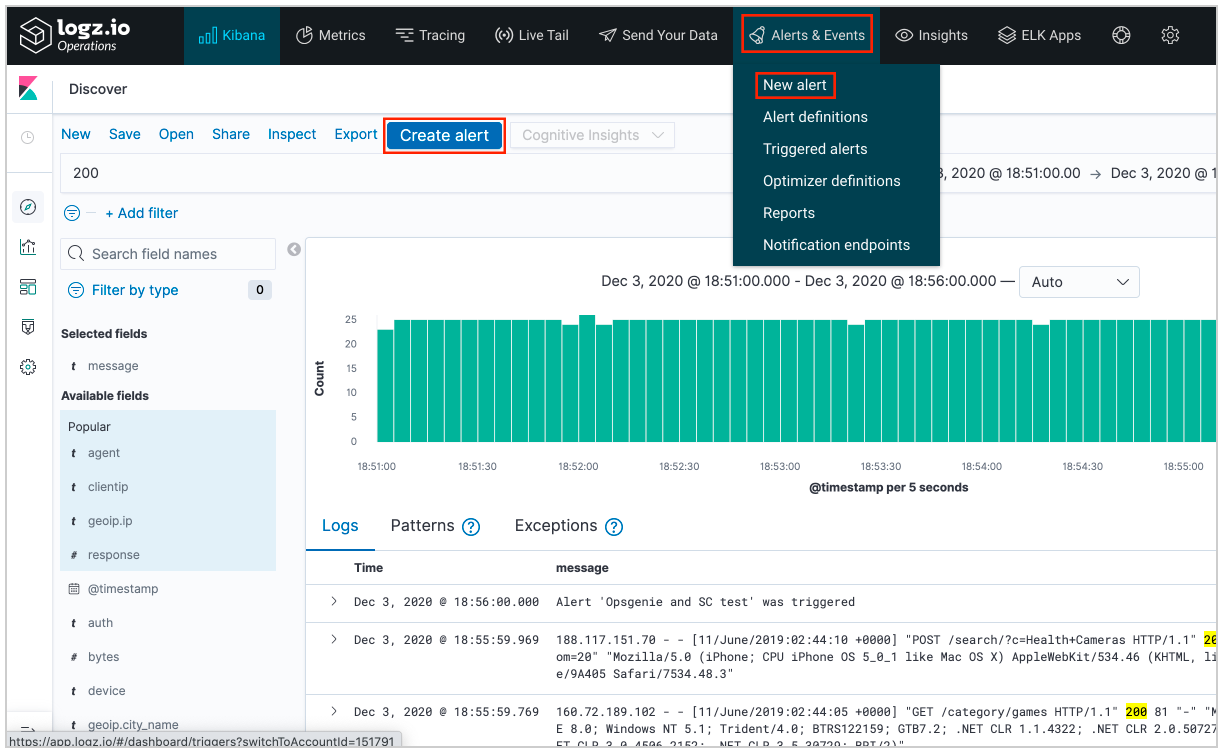 logz.io
Operations
Kibana
Metrics
Tracing
Live Tail
Send Your Data
Alerts & Events
Insights
ELK Apps
New alert
Alert definitions
Triggered alerts
Optimizer definitions
Reports
Notification endpoints
Discover
New Save Open Share Inspect Export Create alert Cognitive Insights
200
3, 2020 @ 18:51:00.00 → Dec 3, 2020 @ 1
+ Add filter
Search field names
Filter by type 0
Selected fields
t message
Available fields
Popular
t agent
t clientip
t geoip.ip
# response
@timestamp
t auth
# bytes
t device
t geoip.city_name
Dec 3, 2020 @ 18:51:00.000 - Dec 3, 2020 @ 18:56:00.000 — Auto
Count
25
20
15
10
5
0
18:51:00 18:51:30 18:52:00 18:52:30 18:53:00 18:53:30 18:54:00 18:54:30 18:55:00
@timestamp per 5 seconds
Logs Patterns ? Exceptions ?
Time message
Dec 3, 2020 @ 18:56:00.000 Alert 'Opsgenie and SC test' was triggered
Dec 3, 2020 @ 18:55:59.969 188.117.151.70 - - [11/June/2019:02:44:10 +0000] "POST /search/?c=Health+Cameras HTTP/1.1" 20
om=20" "Mozilla/5.0 (iPhone; CPU iPhone OS 5_0_1 like Mac OS X) AppleWebKit/534.46 (KHTML, li
e/9A405 Safari/7534.48.3"
Dec 3, 2020 @ 18:55:59.769 160.72.189.102 - - [11/June/2019:02:44:05 +0000] "GET /category/games HTTP/1.1" 200 81 "-" "M
E 8.0; Windows NT 5.1; Trident/4.0; BTRS122159; GTB7.2; .NET CLR 1.1.4322; .NET CLR 2.0.50727
ET CLR 3.0.4506.2152; .NET CLR 3.5.30729; BRI/2)"
https://app.logz.io/#/dashboard/triggers?switchToAccountId=151791